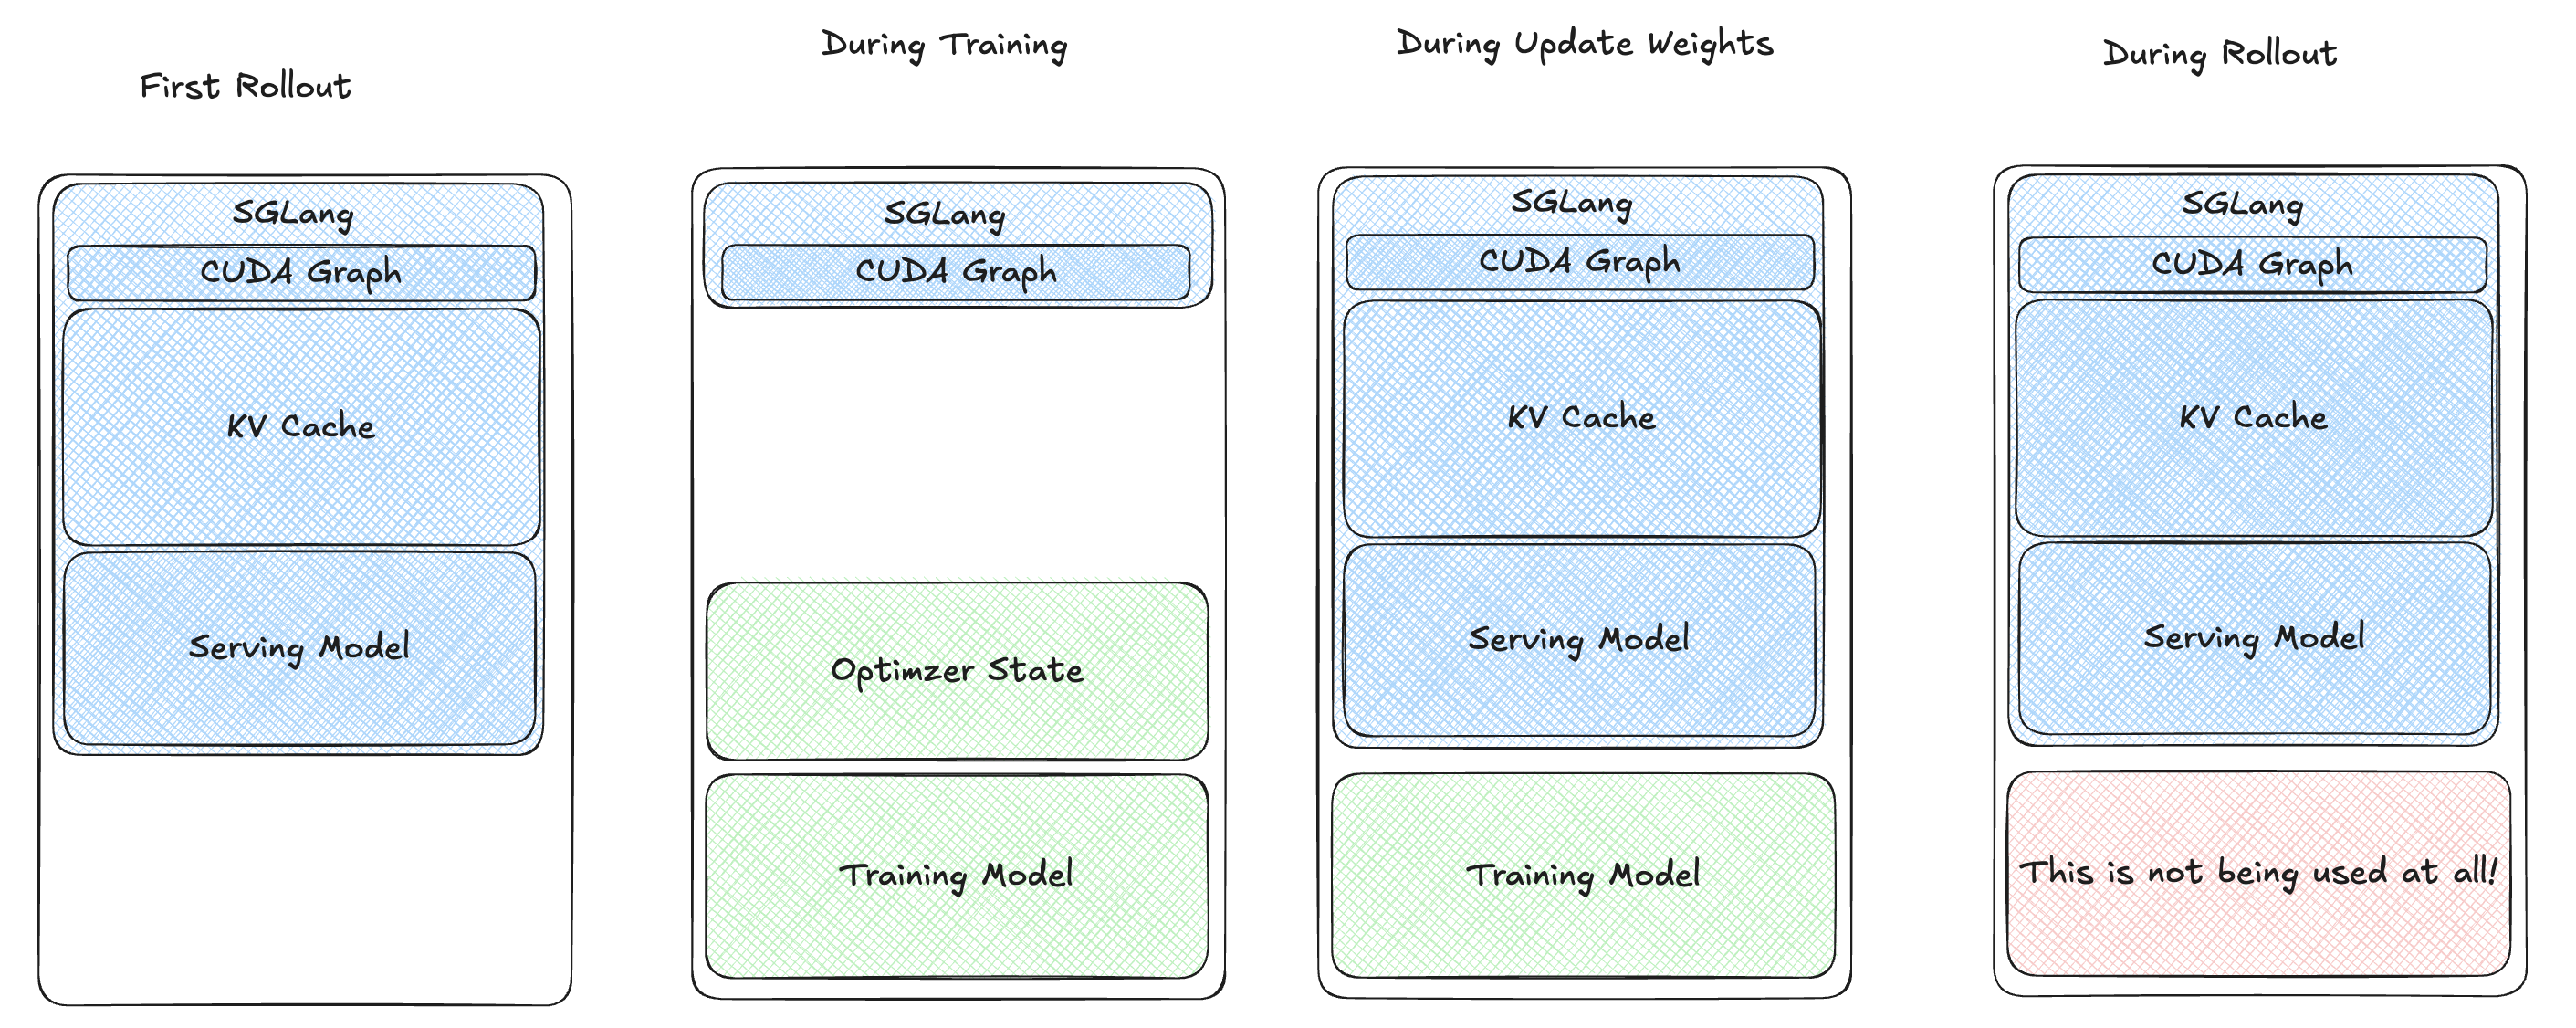 First Rollout
SGLang
CUDA Graph
KV Cache
Serving Model
During Training
SGLang
CUDA Graph
Optimzer State
Training Model
During Update Weights
SGLang
CUDA Graph
KV Cache
Serving Model
Training Model
During Rollout
SGLang
CUDA Graph
KV Cache
Serving Model
This is not being used at all!